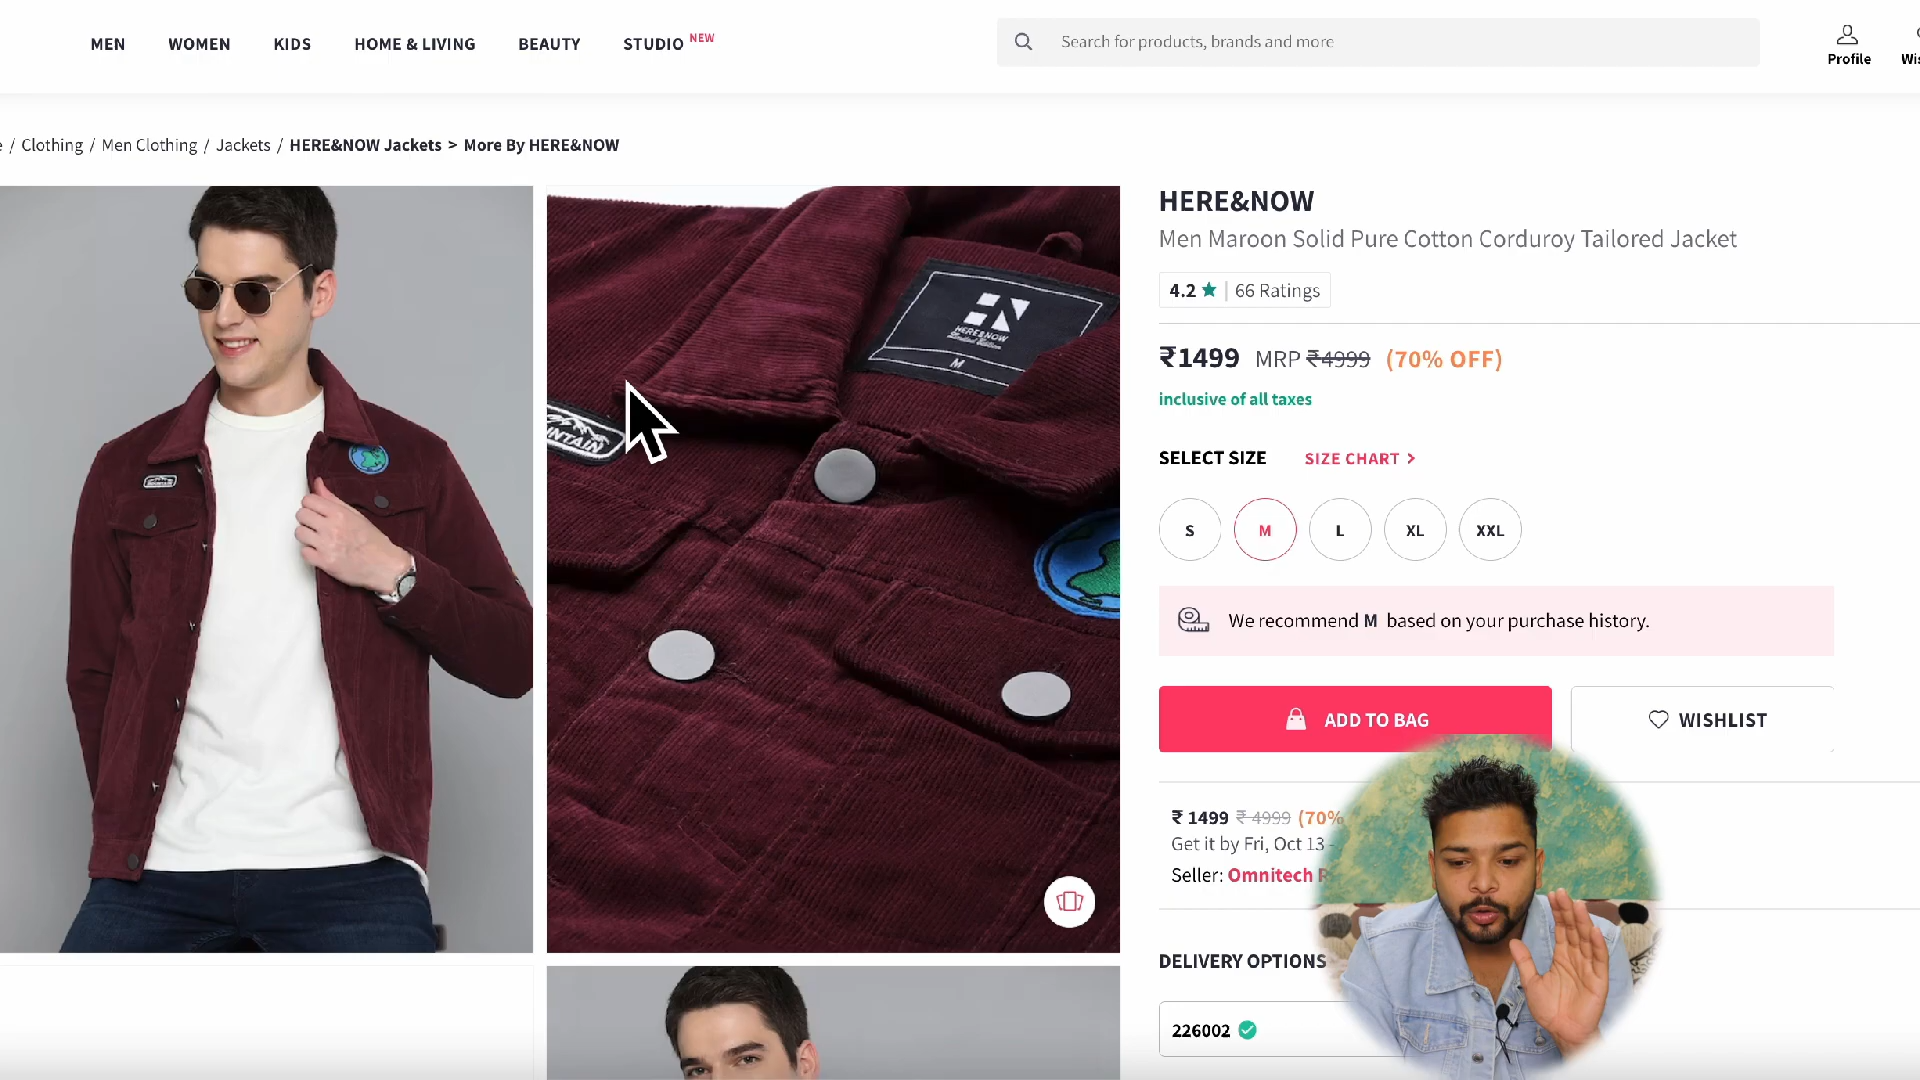 MEN WOMEN KIDS HOME & LIVING BEAUTY STUDIO NEW
Search for products, brands and more
Profile
/ Clothing / Men Clothing / Jackets / HERE&NOW Jackets > More By HERE&NOW
HERE&NOW
Limited Edition
M
HERE&NOW
Men Maroon Solid Pure Cotton Corduroy Tailored Jacket
4.2 ★ | 66 Ratings
₹1499 MRP ₹4999 (70% OFF)
inclusive of all taxes
SELECT SIZE SIZE CHART >
S M L XL XXL
We recommend M based on your purchase history.
ADD TO BAG
WISHLIST
₹ 1499 ₹ 4999 (70%
Get it by Fri, Oct 13 -
Seller: Omnitech
DELIVERY OPTIONS
226002